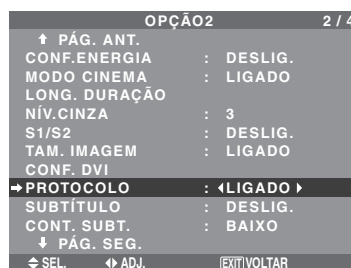 OPÇÃO2 2 / 4
PÁG. ANT.
CONF.ENERGIA : DESLIG.
MODO CINEMA : LIGADO
LONG. DURAÇÃO
NÍV.CINZA : 3
S1/S2 : DESLIG.
TAM. IMAGEM : LIGADO
CONF. DVI
PROTOCOLO : LIGADO
SUBTÍTULO : DESLIG.
CONT. SUBT. : BAIXO
PÁG. SEG.
SEL. ADJ. EXIT VOLTAR